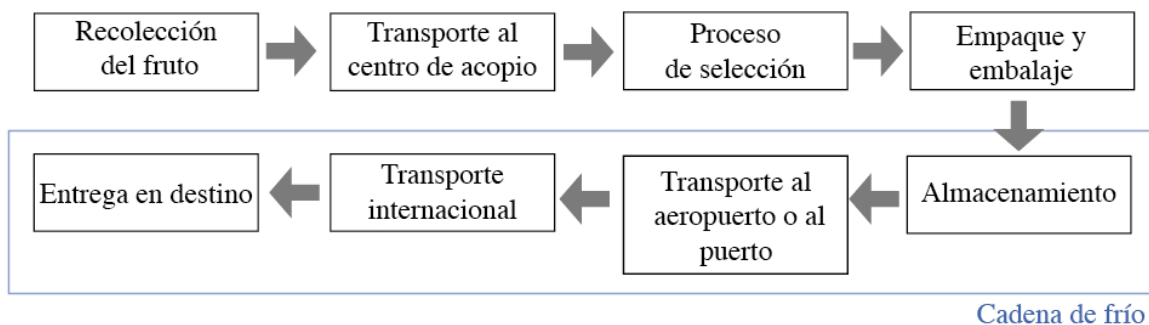 Recolección
del fruto
Transporte al
centro de acopio
Proceso
de selección
Empaque y
embalaje
Almacenamiento
Transporte al
aeropuerto o al
puerto
Transporte
internacional
Entrega en destino
Cadena de frío